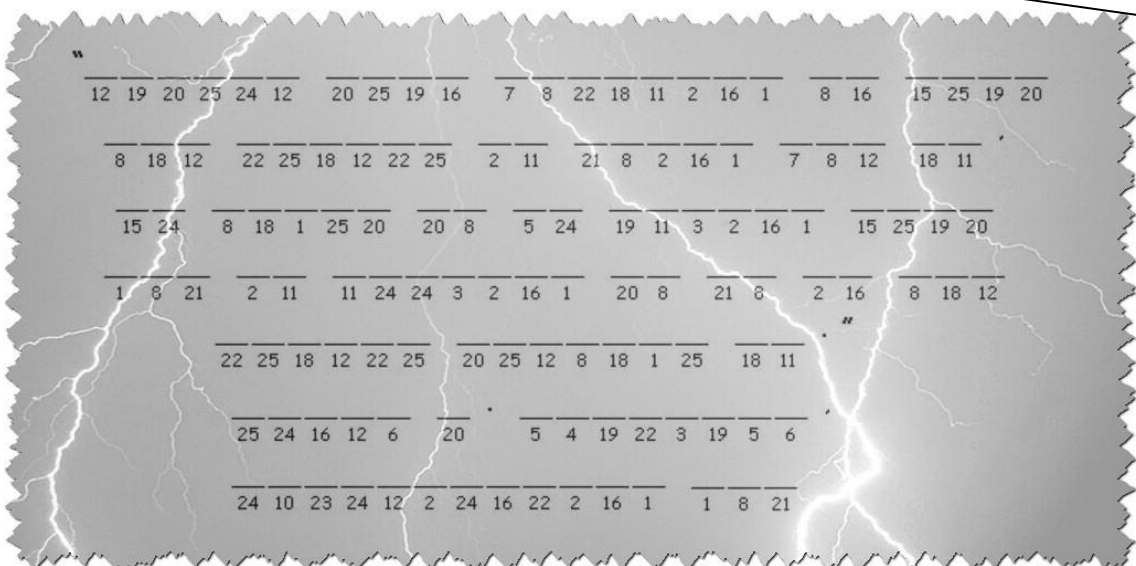 “
12 19 20 25 24 12 20 25 19 16 7 8 22 18 11 2 16 1 8 16 15 25 19 20
8 18 12 22 25 18 12 22 25 2 11 21 8 2 16 1 7 8 12 18 11 ,
15 24 8 18 1 25 20 20 8 5 24 19 11 3 2 16 1 15 25 19 20
1 8 21 2 11 11 24 24 3 2 16 1 20 8 21 8 2 16 8 18 12
22 25 18 12 22 25 20 25 12 8 18 1 25 18 11 . ”
25 24 16 12 6 20 . 5 4 19 22 3 19 5 6 ,
24 10 23 24 12 2 24 16 22 2 16 1 1 8 21